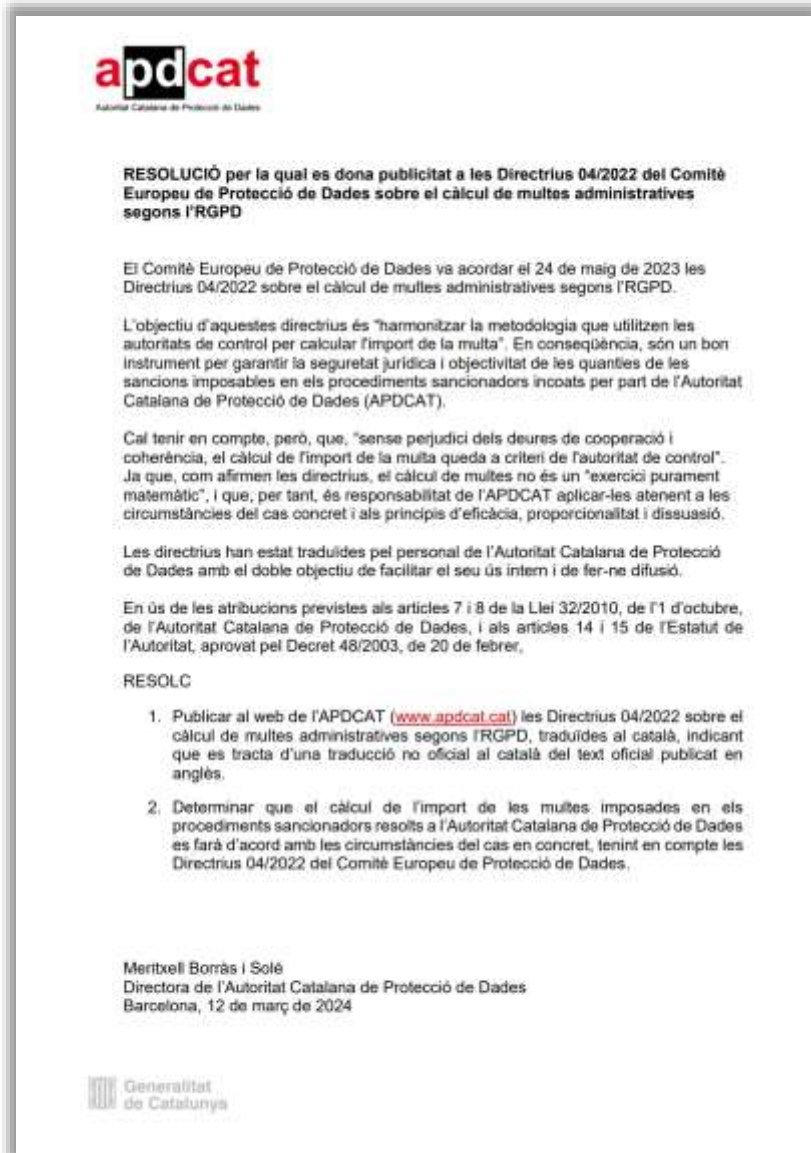 apdcat
Autoritat Catalana de Protecció de Dades
RESOLUCIÓ per la qual es dona publicitat a les Directrius 04/2022 del Comitè
Europeu de Protecció de Dades sobre el càlcul de multes administratives
segons l'RGPD
El Comitè Europeu de Protecció de Dades va acordar el 24 de maig de 2023 les
Directrius 04/2022 sobre el càlcul de multes administratives segons l'RGPD.
L'objectiu d'aquestes directrius és "harmonitzar la metodologia que utilitzen les
autoritats de control per calcular l'import de la multa". En conseqüència, són un bon
instrument per garantir la seguretat jurídica i objectivitat de les quanties de les
sancions imposables en els procediments sancionadors incoats per part de l'Autoritat
Catalana de Protecció de Dades (APDCAT).
Cal tenir en compte, però, que, "sense perjudici dels deures de cooperació i
coherència, el càlcul de l'import de la multa queda a criteri de l'autoritat de control".
Ja que, com afirmen les directrius, el càlcul de multes no és un "exercici purament
matemàtic", i que, per tant, és responsabilitat de l'APDCAT aplicar-les atenent a les
circumstàncies del cas concret i als principis d'eficàcia, proporcionalitat i dissuasió.
Les directrius han estat traduïdes pel personal de l'Autoritat Catalana de Protecció
de Dades amb el doble objectiu de facilitar el seu ús intern i de fer-ne difusió.
En ús de les atribucions previstes als articles 7 i 8 de la Llei 32/2010, de l'1 d'octubre,
de l'Autoritat Catalana de Protecció de Dades, i als articles 14 i 15 de l'Estatut de
l'Autoritat, aprovat pel Decret 48/2003, de 20 de febrer,
RESOLC
1. Publicar al web de l'APDCAT (www.apdcat.cat) les Directrius 04/2022 sobre el
càlcul de multes administratives segons l'RGPD, traduïdes al català, indicant
que es tracta d'una traducció no oficial al català del text oficial publicat en
anglès.
2. Determinar que el càlcul de l'import de les multes imposades en els
procediments sancionadors resolts a l'Autoritat Catalana de Protecció de Dades
es farà d'acord amb les circumstàncies del cas en concret, tenint en compte les
Directrius 04/2022 del Comitè Europeu de Protecció de Dades.
Meritxell Borràs i Solé
Directora de l'Autoritat Catalana de Protecció de Dades
Barcelona, 12 de març de 2024
Generalitat
de Catalunya